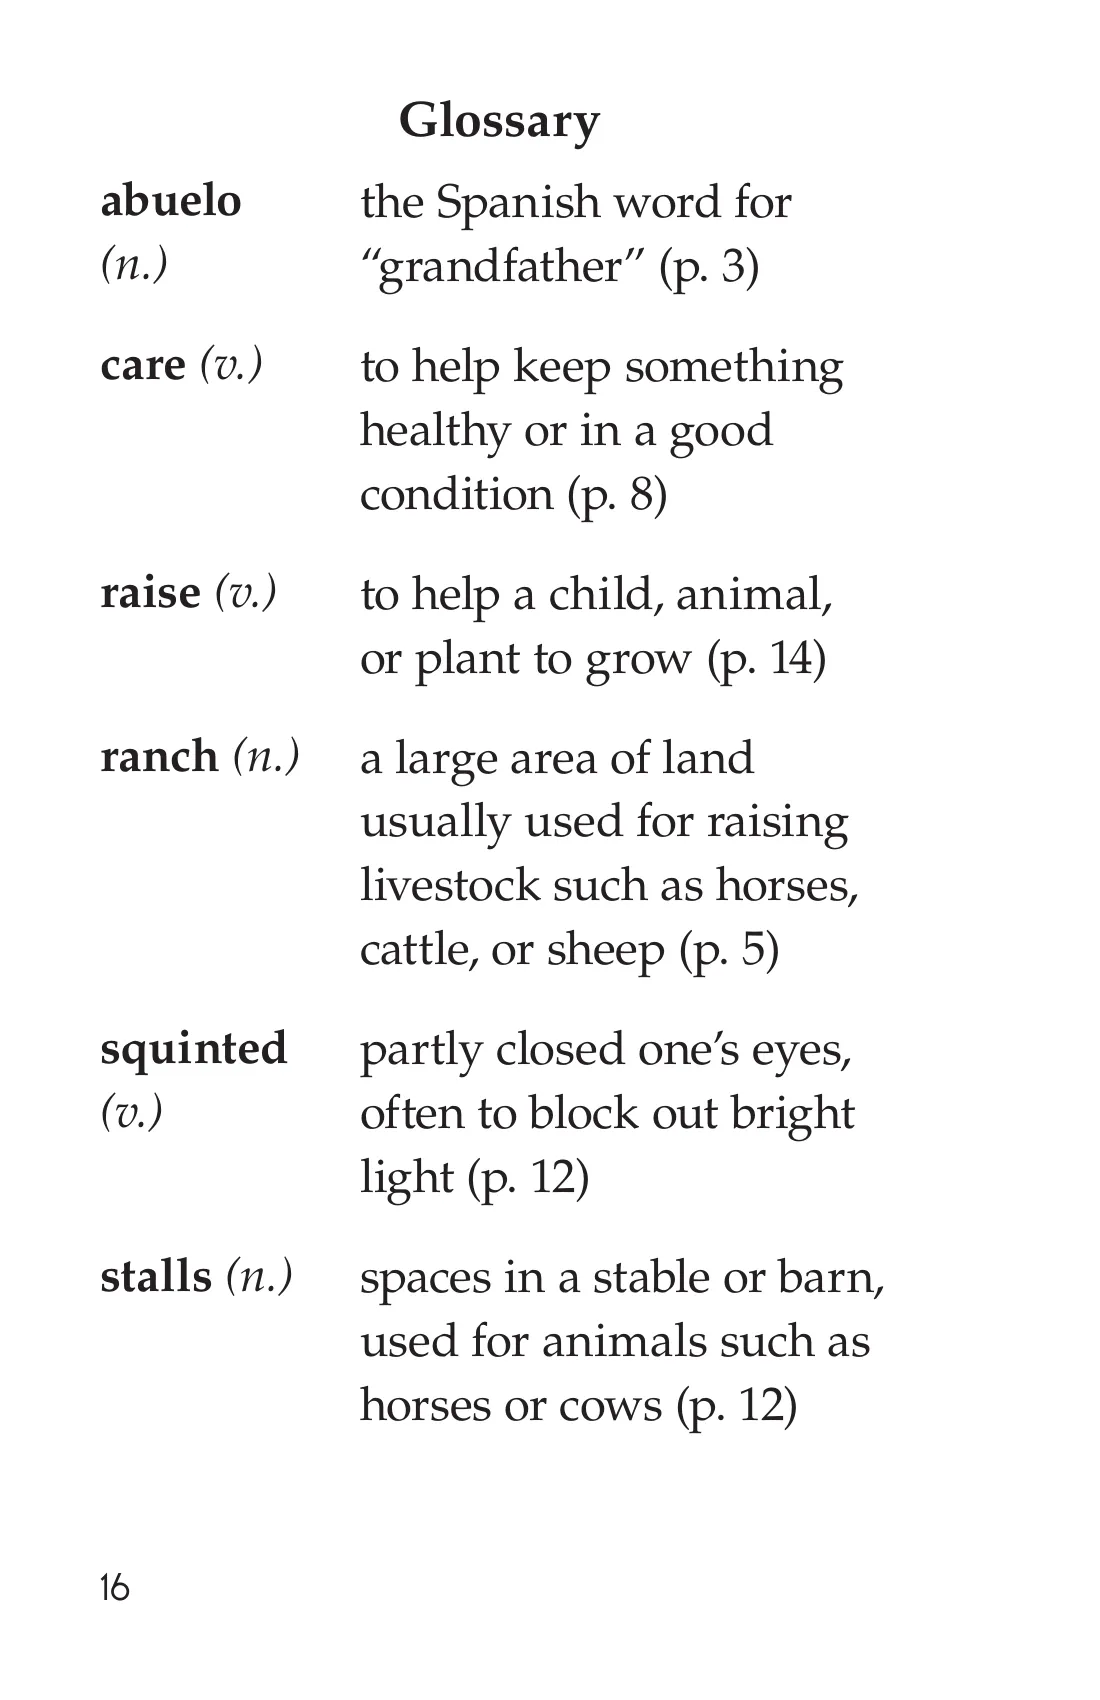 Glossary
abuelo the Spanish word for
(n.) “grandfather” (p. 3)
care (v.) to help keep something
healthy or in a good
condition (p. 8)
raise (v.) to help a child, animal,
or plant to grow (p. 14)
ranch (n.) a large area of land
usually used for raising
livestock such as horses,
cattle, or sheep (p. 5)
squinted partly closed one’s eyes,
(v.) often to block out bright
light (p. 12)
stalls (n.) spaces in a stable or barn,
used for animals such as
horses or cows (p. 12)
16